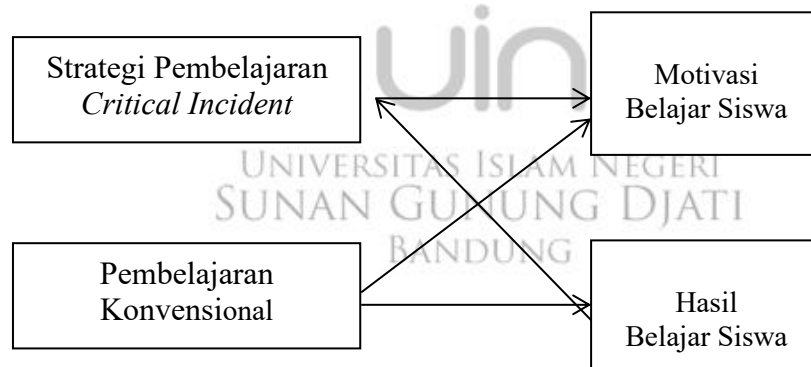 uin
Strategi Pembelajaran
Critical Incident
Motivasi
Belajar Siswa
UNIVERSITAS ISLAM NEGERI
SUNAN GUNUNG DJATI
BANDUNG
Pembelajaran
Konvensional
Hasil
Belajar Siswa